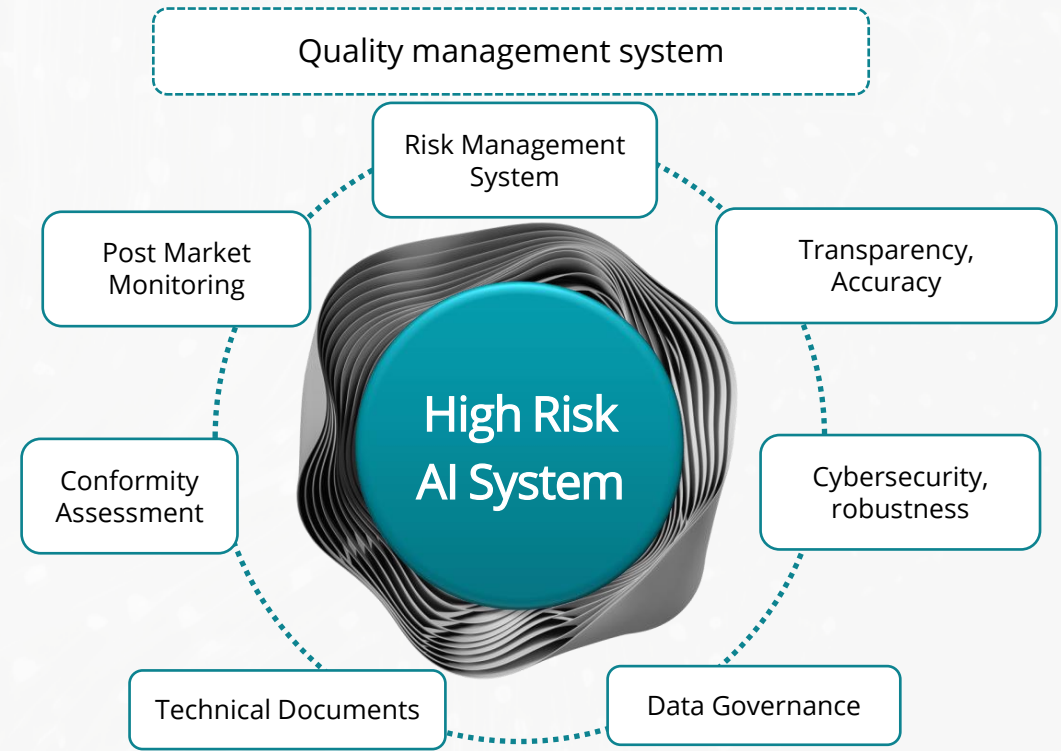 Quality management system
Risk Management
System
Post Market
Monitoring
Transparency,
Accuracy
High Risk
AI System
Conformity
Assessment
Cybersecurity,
robustness
Technical Documents
Data Governance